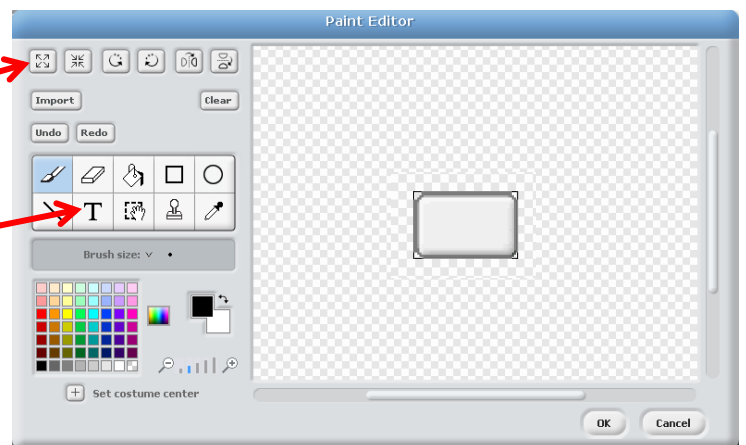 Paint Editor
Import
Clear
Undo
Redo
T
Brush size:
Set costume center
OK
Cancel